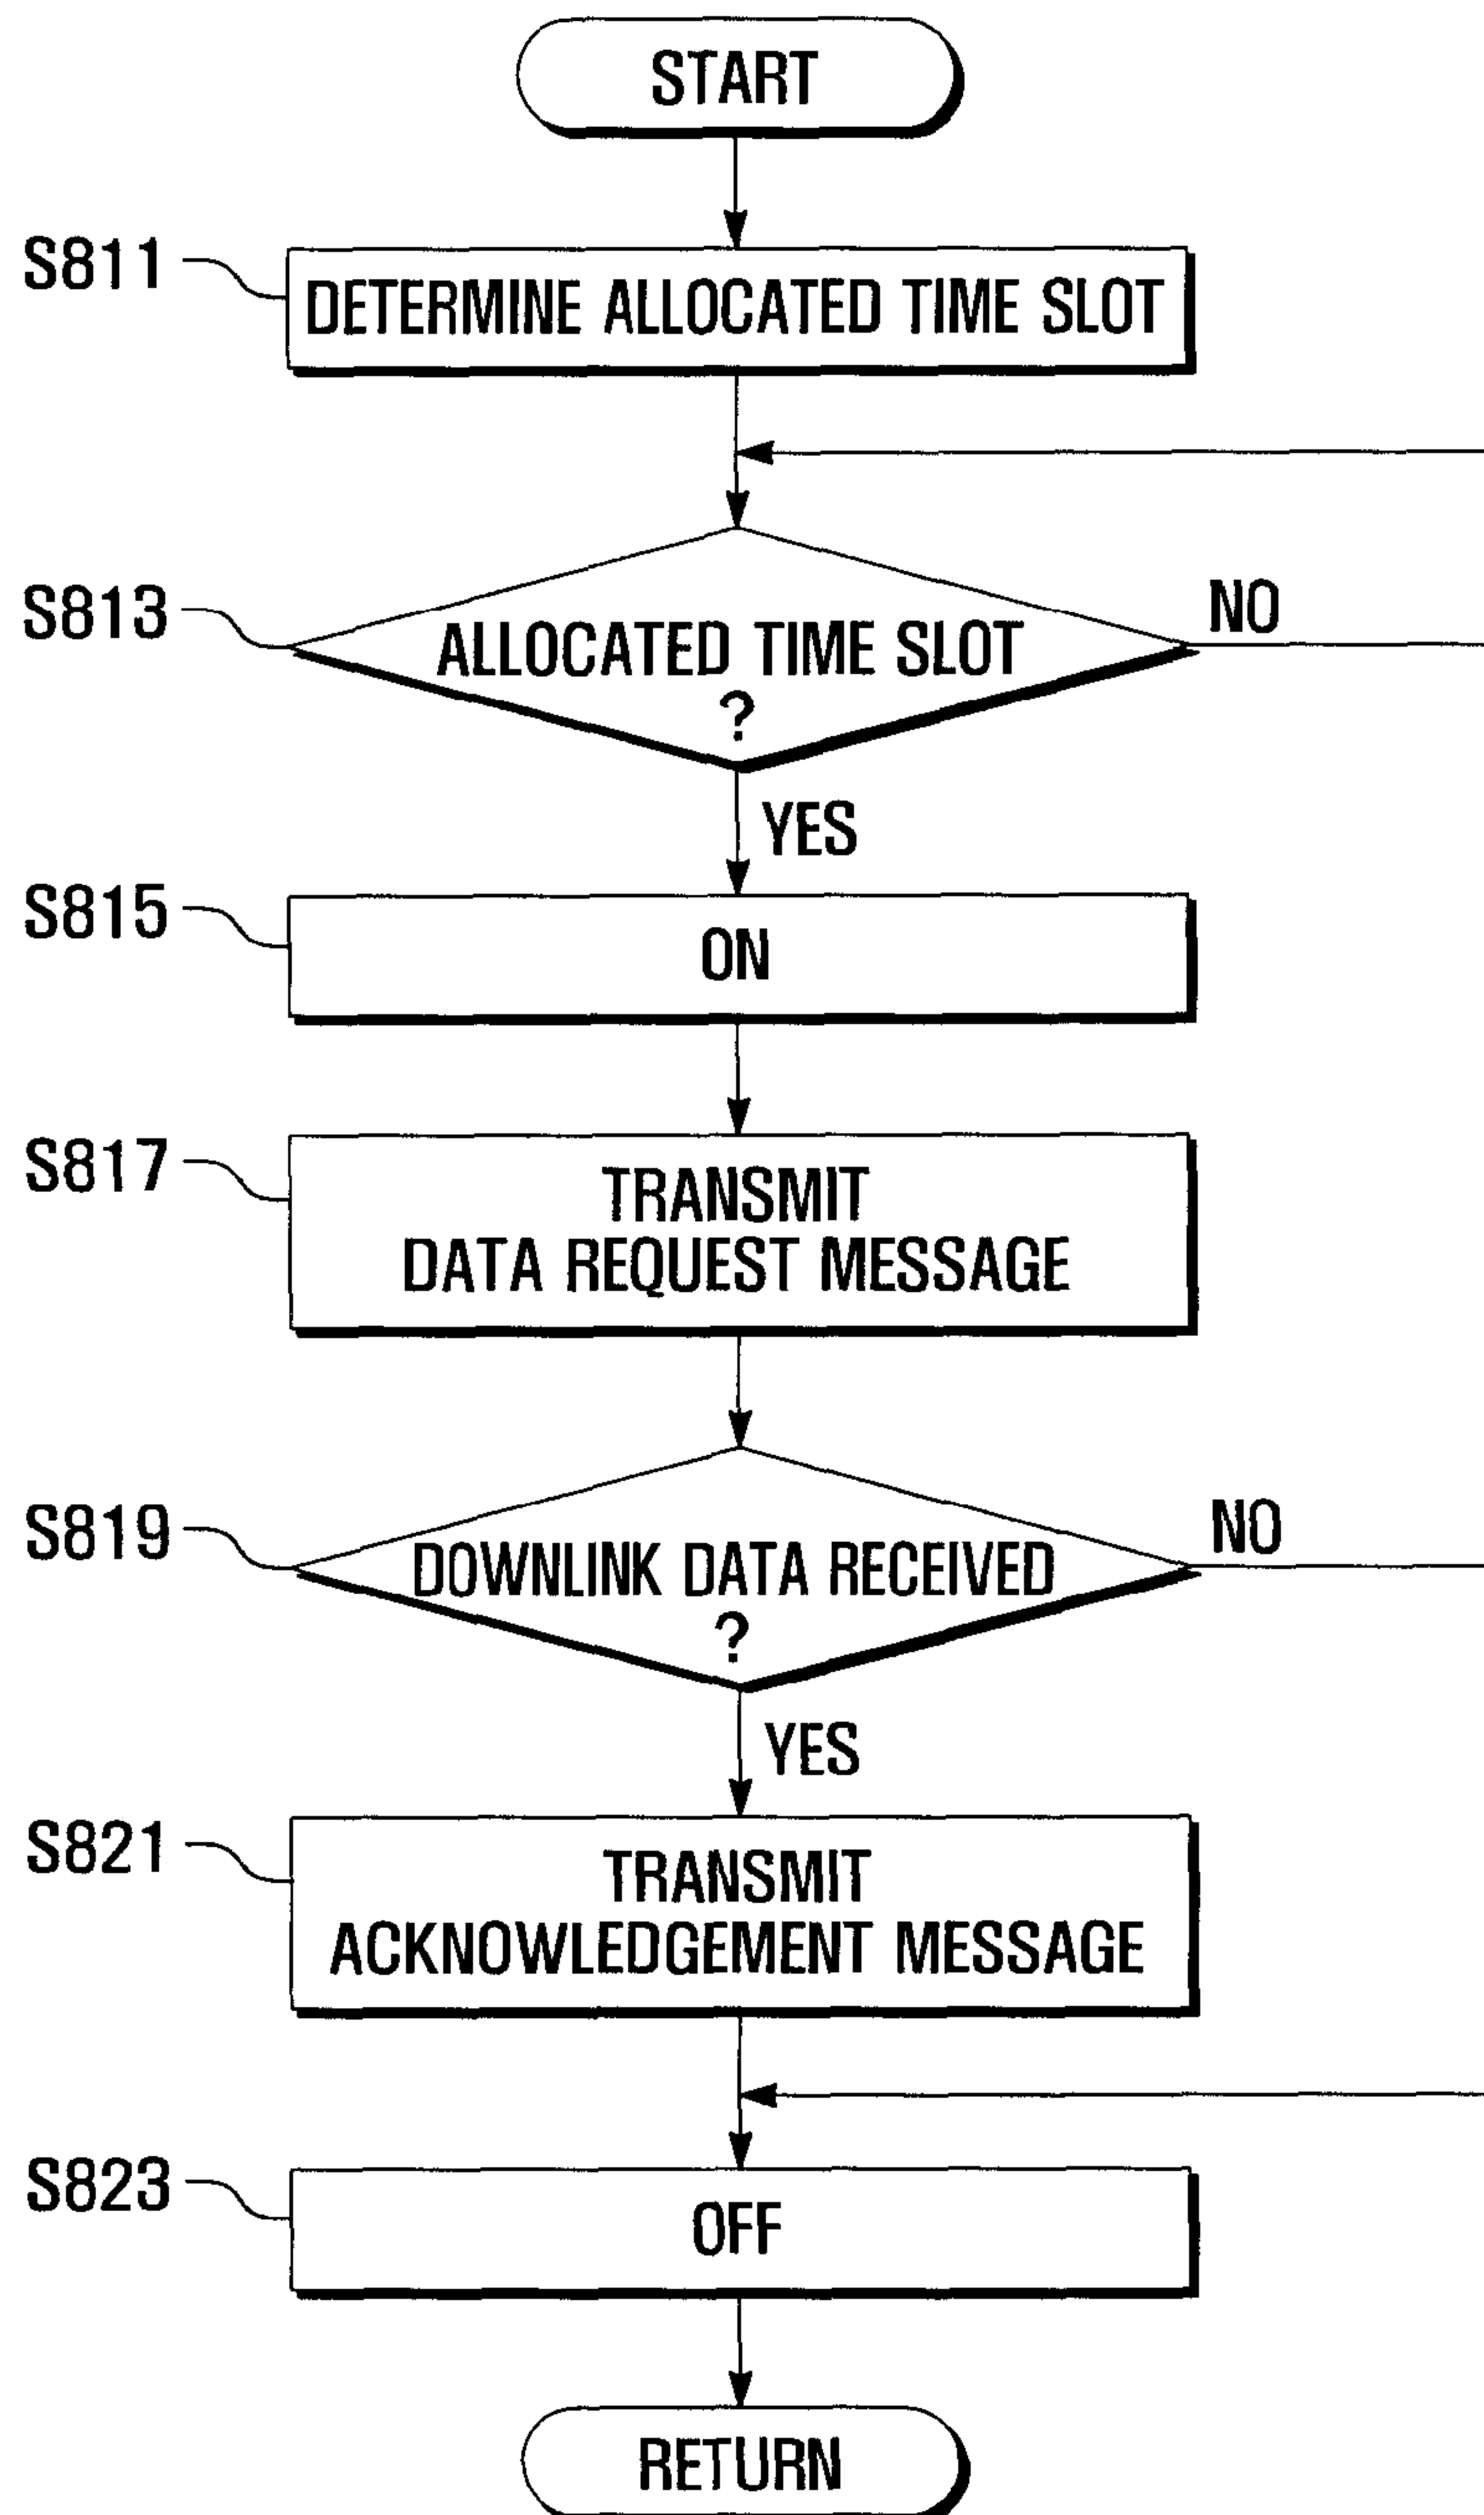 START
S811
DETERMINE ALLOCATED TIME SLOT
S813
ALLOCATED TIME SLOT
?
NO
YES
S815
ON
S817
TRANSMIT
DATA REQUEST MESSAGE
S819
DOWNLINK DATA RECEIVED
?
NO
YES
S821
TRANSMIT
ACKNOWLEDGEMENT MESSAGE
S823
OFF
RETURN